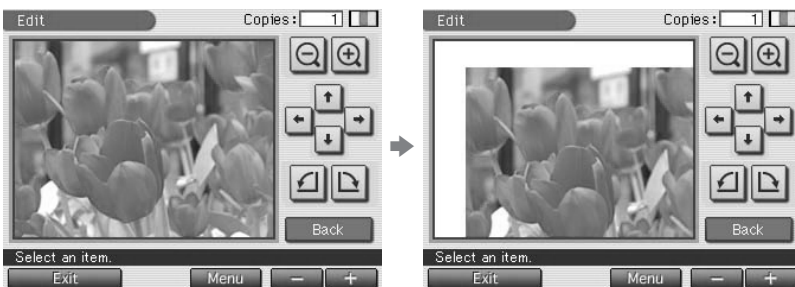 Edit Copies: 1
Back
Select an item.
Exit Menu − +
Edit Copies: 1
Back
Select an item.
Exit Menu − +